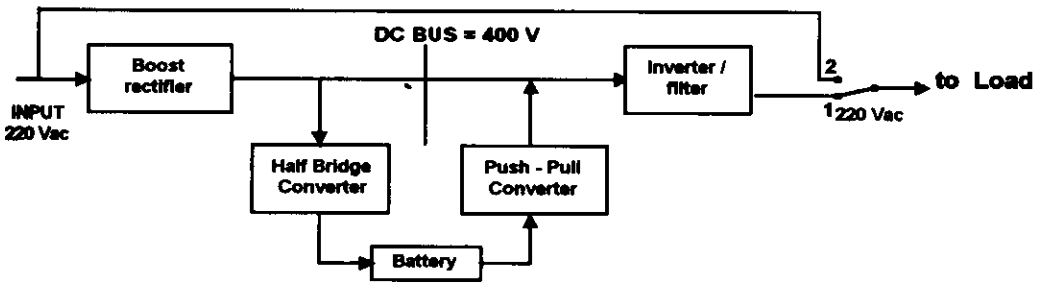 DC BUS = 400 V
Boost
rectifier
Inverter /
filter
2
to Load
INPUT
220 Vac
1
220 Vac
Half Bridge
Converter
Push - Pull
Converter
Battery